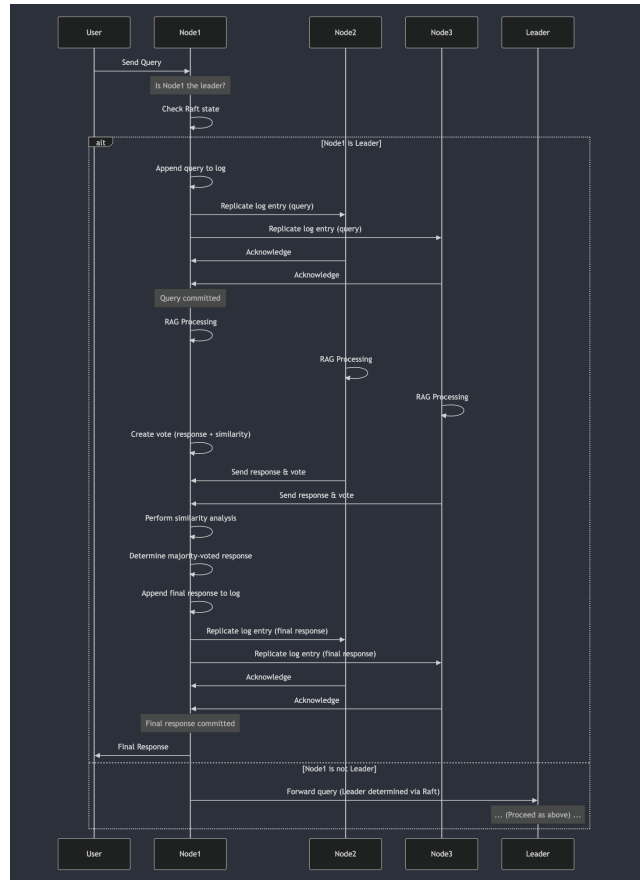 User Node1 Node2 Node3 Leader
Send Query
Is Node1 the leader?
Check Raft state
alt [Node1 is Leader]
Append query to log
Replicate log entry (query)
Replicate log entry (query)
Acknowledge
Acknowledge
Query committed
RAG Processing
RAG Processing
RAG Processing
Create vote (response + similarity)
Send response & vote
Send response & vote
Perform similarity analysis
Determine majority-voted response
Append final response to log
Replicate log entry (final response)
Replicate log entry (final response)
Acknowledge
Acknowledge
Final response committed
Final Response
[Node1 is not Leader]
Forward query (Leader determined via Raft)
... (Proceed as above) ...
User Node1 Node2 Node3 Leader